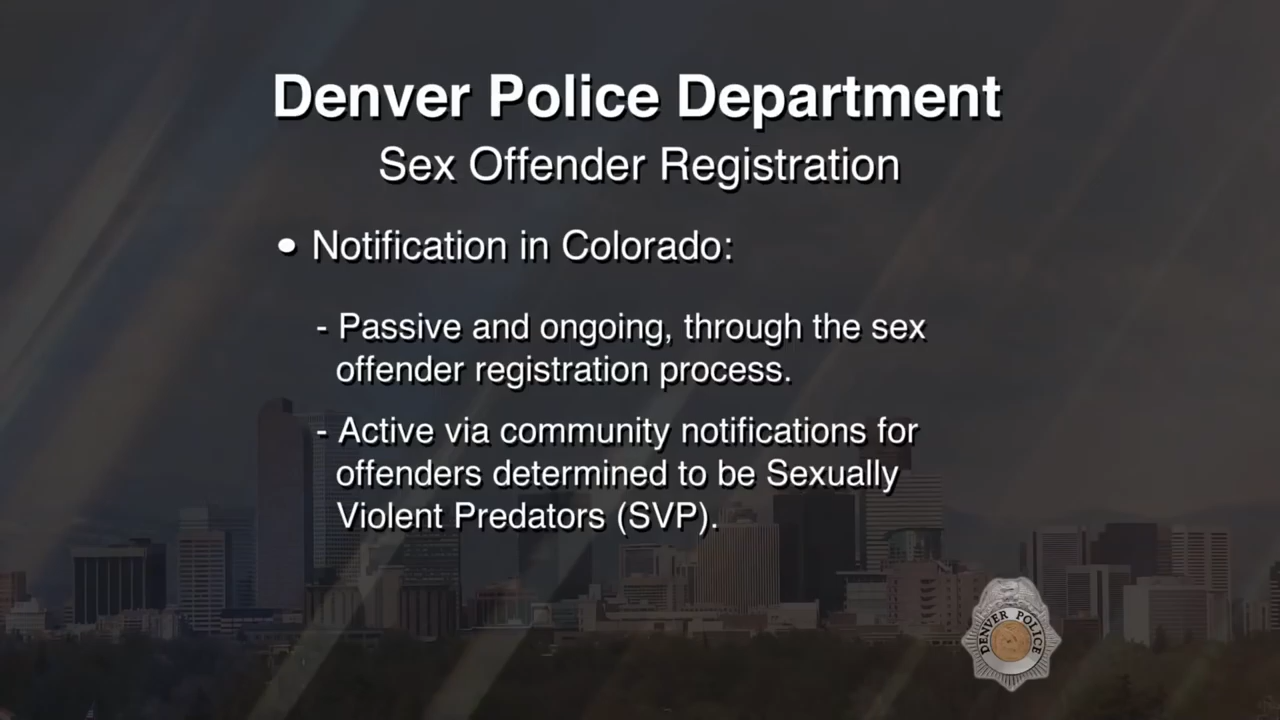 Denver Police Department
Sex Offender Registration
• Notification in Colorado:
- Passive and ongoing, through the sex
offender registration process.
- Active via community notifications for
offenders determined to be Sexually
Violent Predators (SVP).
DENVER POLICE